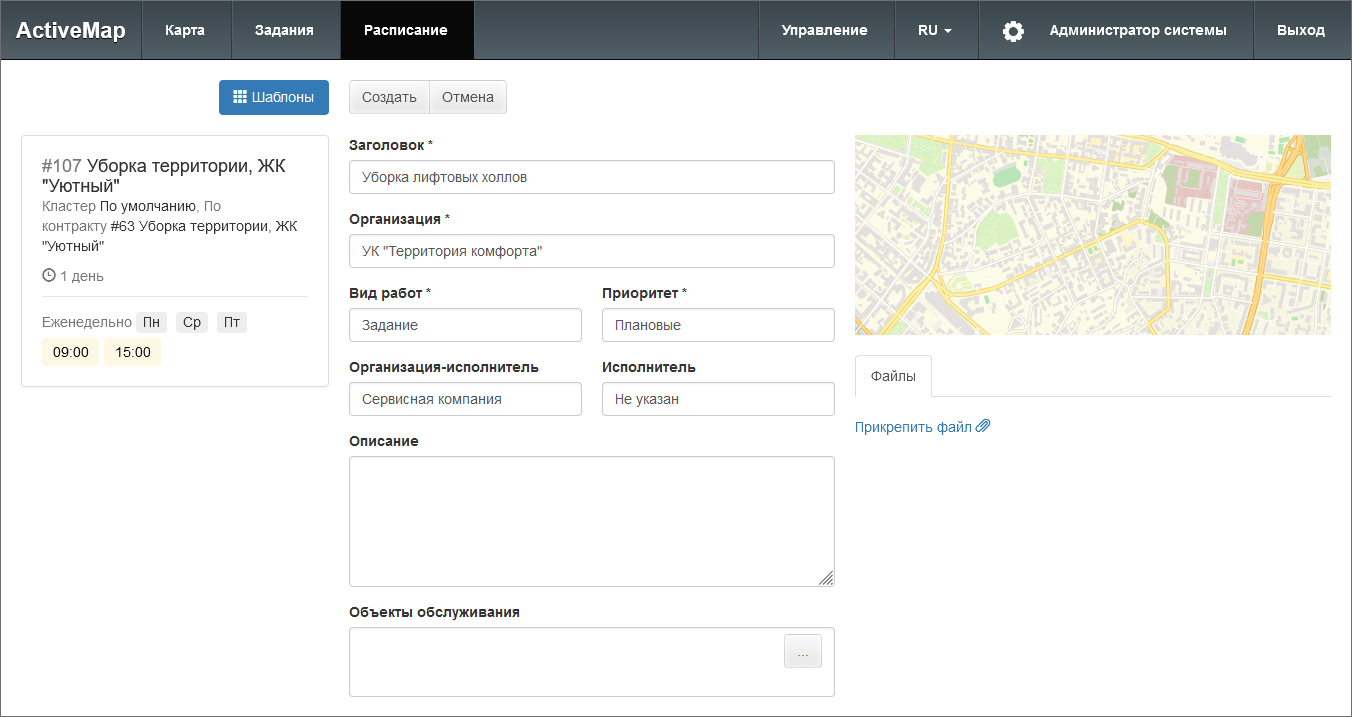 ActiveMap Карта Задания Расписание Управление RU Администратор системы Выход
Шаблоны Создать Отмена
#107 Уборка территории, ЖК
"Уютный"
Кластер По умолчанию, По
контракту #63 Уборка территории, ЖК
"Уютный"
1 день
Еженедельно Пн Ср Пт
09:00 15:00
Заголовок *
Уборка лифтовых холлов
Организация *
УК "Территория комфорта"
Вид работ * Приоритет *
Задание Плановые
Организация-исполнитель Исполнитель
Сервисная компания Не указан
Описание
Объекты обслуживания
...
Файлы
Прикрепить файл